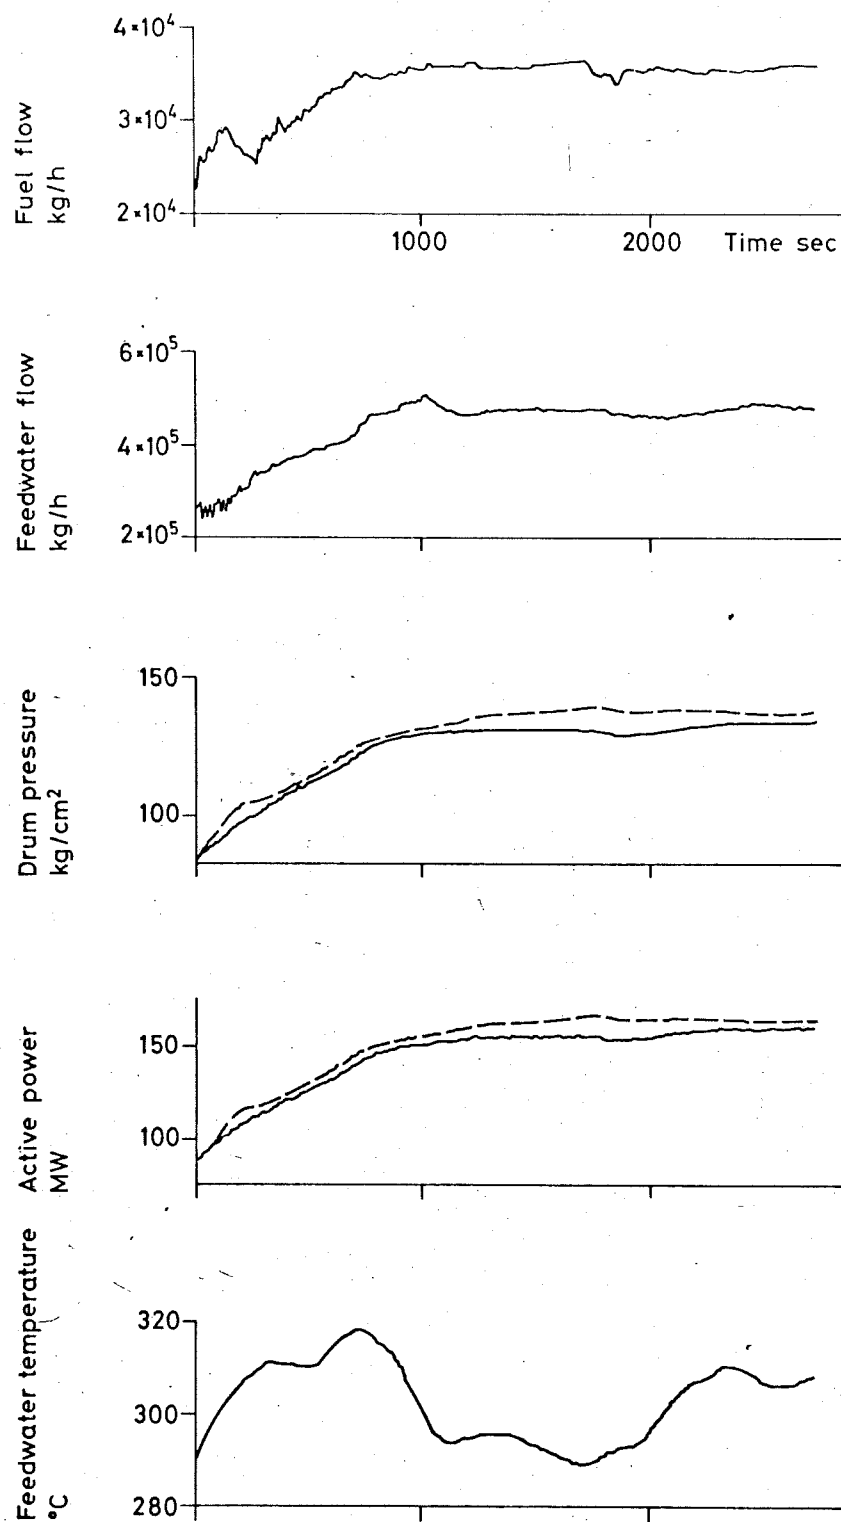 Fuel flow
kg/h
4×10⁴
3×10⁴
2×10⁴
1000
2000
Time sec
Feedwater flow
kg/h
6×10⁵
4×10⁵
2×10⁵
Drum pressure
kg/cm²
150
100
Active power
MW
150
100
Feedwater temperature
°C
320
300
280